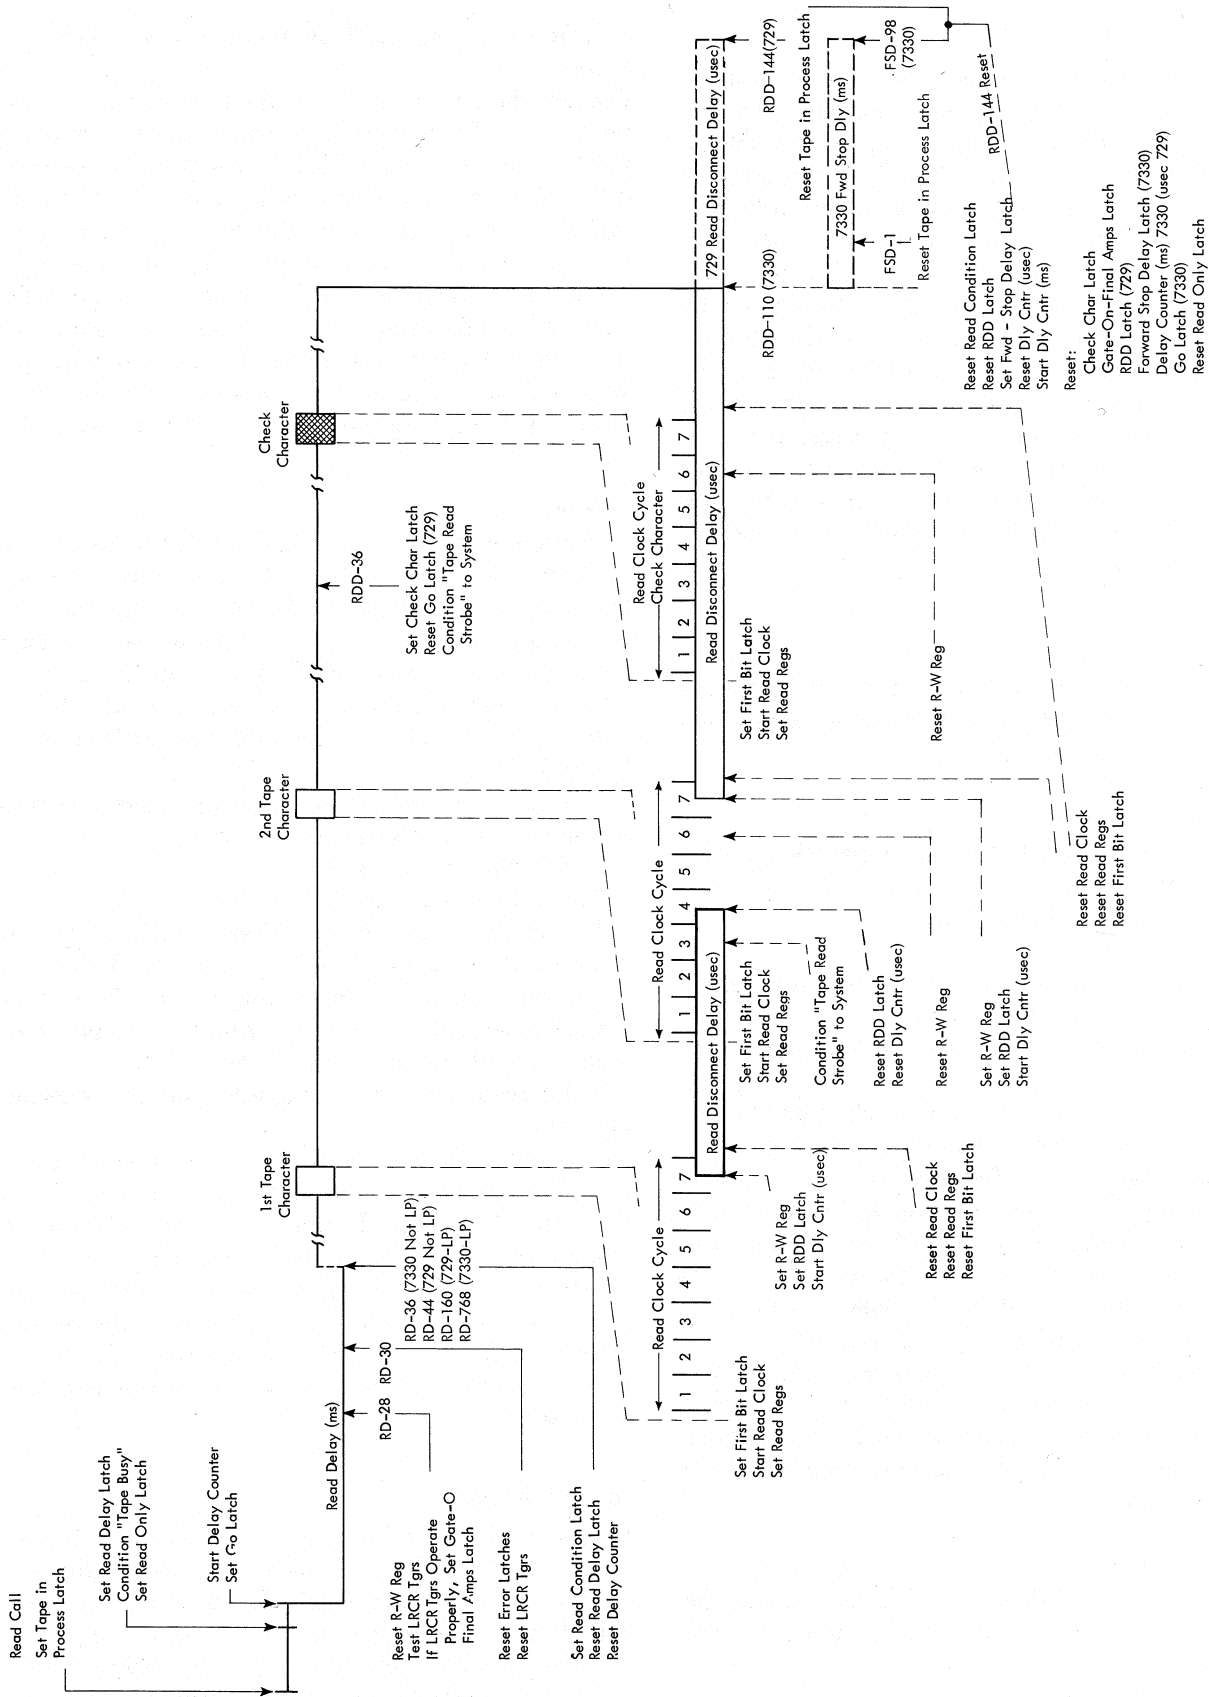 Read Call
Set Tape in
Process Latch
Set Read Delay Latch
Condition "Tape Busy"
Set Read Only Latch
Start Delay Counter
Set Go Latch
Read Delay (ms)
RD-28
RD-30
RD-36 (7330 Not LP)
RD-44 (729 Not LP)
RD-160 (729-LP)
RD-768 (7330-LP)
Reset R-W Reg
Test LRCR Tgrs
If LRCR Tgrs Operate
Properly, Set Gate-O
Final Amps Latch
Reset Error Latches
Reset LRCR Tgrs
Set Read Condition Latch
Reset Read Delay Latch
Reset Delay Counter
1st Tape
Character
Read Clock Cycle
1 2 3 4 5 6 7
Set First Bit Latch
Start Read Clock
Set Read Regs
Set R-W Reg
Set RDD Latch
Start Dly Cntr (usec)
Reset Read Clock
Reset Read Regs
Reset First Bit Latch
Read Disconnect Delay (usec)
2nd Tape
Character
Read Clock Cycle
1 2 3 4 5 6 7
Set First Bit Latch
Start Read Clock
Set Read Regs
Condition "Tape Read
Strobe" to System
Reset RDD Latch
Reset Dly Cntr (usec)
Reset R-W Reg
Set R-W Reg
Set RDD Latch
Start Dly Cntr (usec)
Reset Read Clock
Reset Read Regs
Reset First Bit Latch
RDD-36
Set Check Char Latch
Reset Go Latch (729)
Condition "Tape Read
Strobe" to System
Check
Character
Read Clock Cycle
Check Character
1 2 3 4 5 6 7
Read Disconnect Delay (usec)
Set First Bit Latch
Start Read Clock
Set Read Regs
Reset R-W Reg
729 Read Disconnect Delay (usec)
RDD-110 (7330)
RDD-144(729)
Reset Tape in Process Latch
7330 Fwd Stop Dly (ms)
FSD-1
FSD-98
(7330)
Reset Tape in Process Latch
RDD-144 Reset
Reset Read Condition Latch
Reset RDD Latch
Set Fwd - Stop Delay Latch
Reset Dly Cntr (usec)
Start Dly Cntr (ms)
Reset:
Check Char Latch
Gate-On-Final Amps Latch
RDD Latch (729)
Forward Stop Delay Latch (7330)
Delay Counter (ms) 7330 (usec 729)
Go Latch (7330)
Reset Read Only Latch